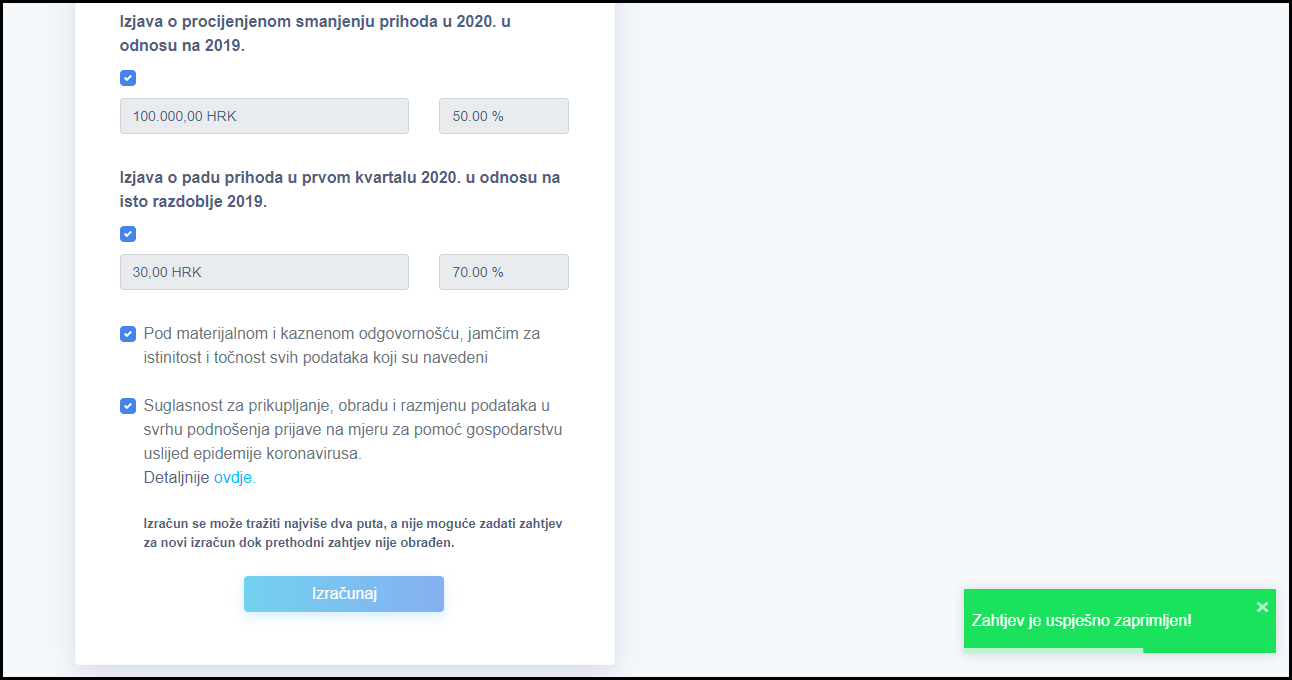 Izjava o procijenjenom smanjenju prihoda u 2020. u
odnosu na 2019.
100.000,00 HRK
50.00 %
Izjava o padu prihoda u prvom kvartalu 2020. u odnosu na
isto razdoblje 2019.
30,00 HRK
70.00 %
Pod materijalnom i kaznenom odgovornošću, jamčim za
istinitost i točnost svih podataka koji su navedeni
Suglasnost za prikupljanje, obradu i razmjenu podataka u
svrhu podnošenja prijave na mjeru za pomoć gospodarstvu
uslijed epidemije koronavirusa.
Detaljnije ovdje.
Izračun se može tražiti najviše dva puta, a nije moguće zadati zahtjev
za novi izračun dok prethodni zahtjev nije obrađen.
Izračunaj
Zahtjev je uspješno zaprimljen!